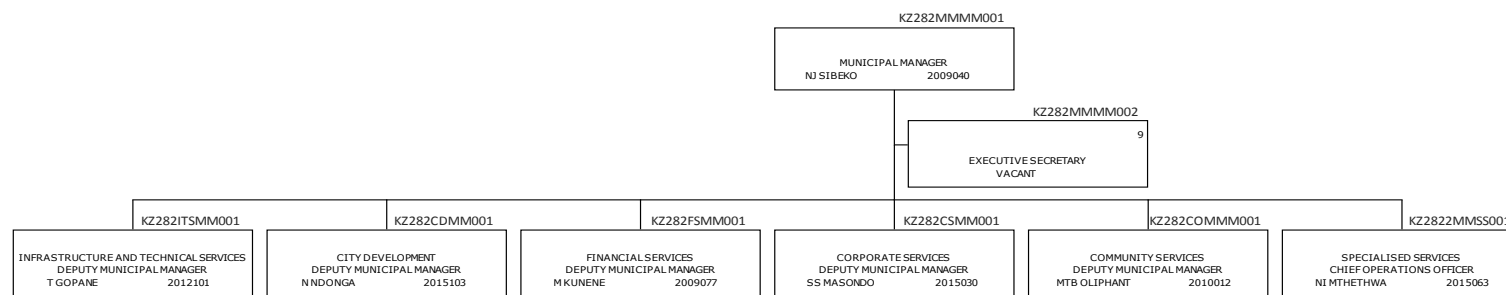 KZ282MMMM001
MUNICIPAL MANAGER
NJ SIBEKO 2009040
KZ282MMMM002
9
EXECUTIVE SECRETARY
VACANT
KZ282ITSMM001
INFRASTRUCTURE AND TECHNICAL SERVICES
DEPUTY MUNICIPAL MANAGER
T GOPANE 2012101
KZ282CDMM001
CITY DEVELOPMENT
DEPUTY MUNICIPAL MANAGER
N NDONGA 2015103
KZ282FSMM001
FINANCIAL SERVICES
DEPUTY MUNICIPAL MANAGER
M KUNENE 2009077
KZ282CSMM001
CORPORATE SERVICES
DEPUTY MUNICIPAL MANAGER
SS MASONDO 2015030
KZ282COMMM001
COMMUNITY SERVICES
DEPUTY MUNICIPAL MANAGER
MTB OLIPHANT 2010012
KZ2822MMSS001
SPECIALISED SERVICES
CHIEF OPERATIONS OFFICER
NI MTHETHWA 2015063